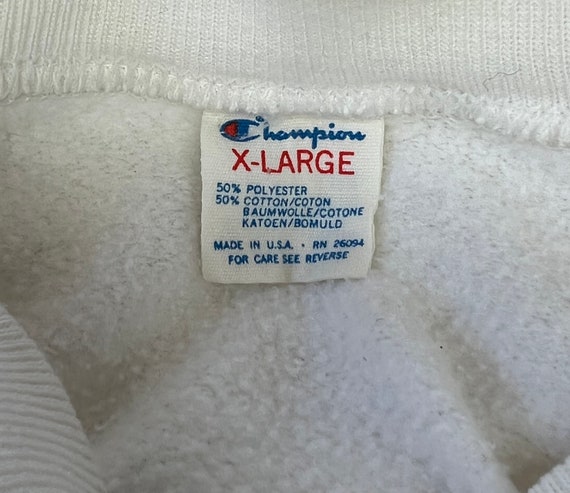 Champion
X-LARGE
50% POLYESTER
50% COTTON/COTON
BAUMWOLLE/COTONE
KATOEN/BOMULD
MADE IN U.S.A. • RN 26094
FOR CARE SEE REVERSE